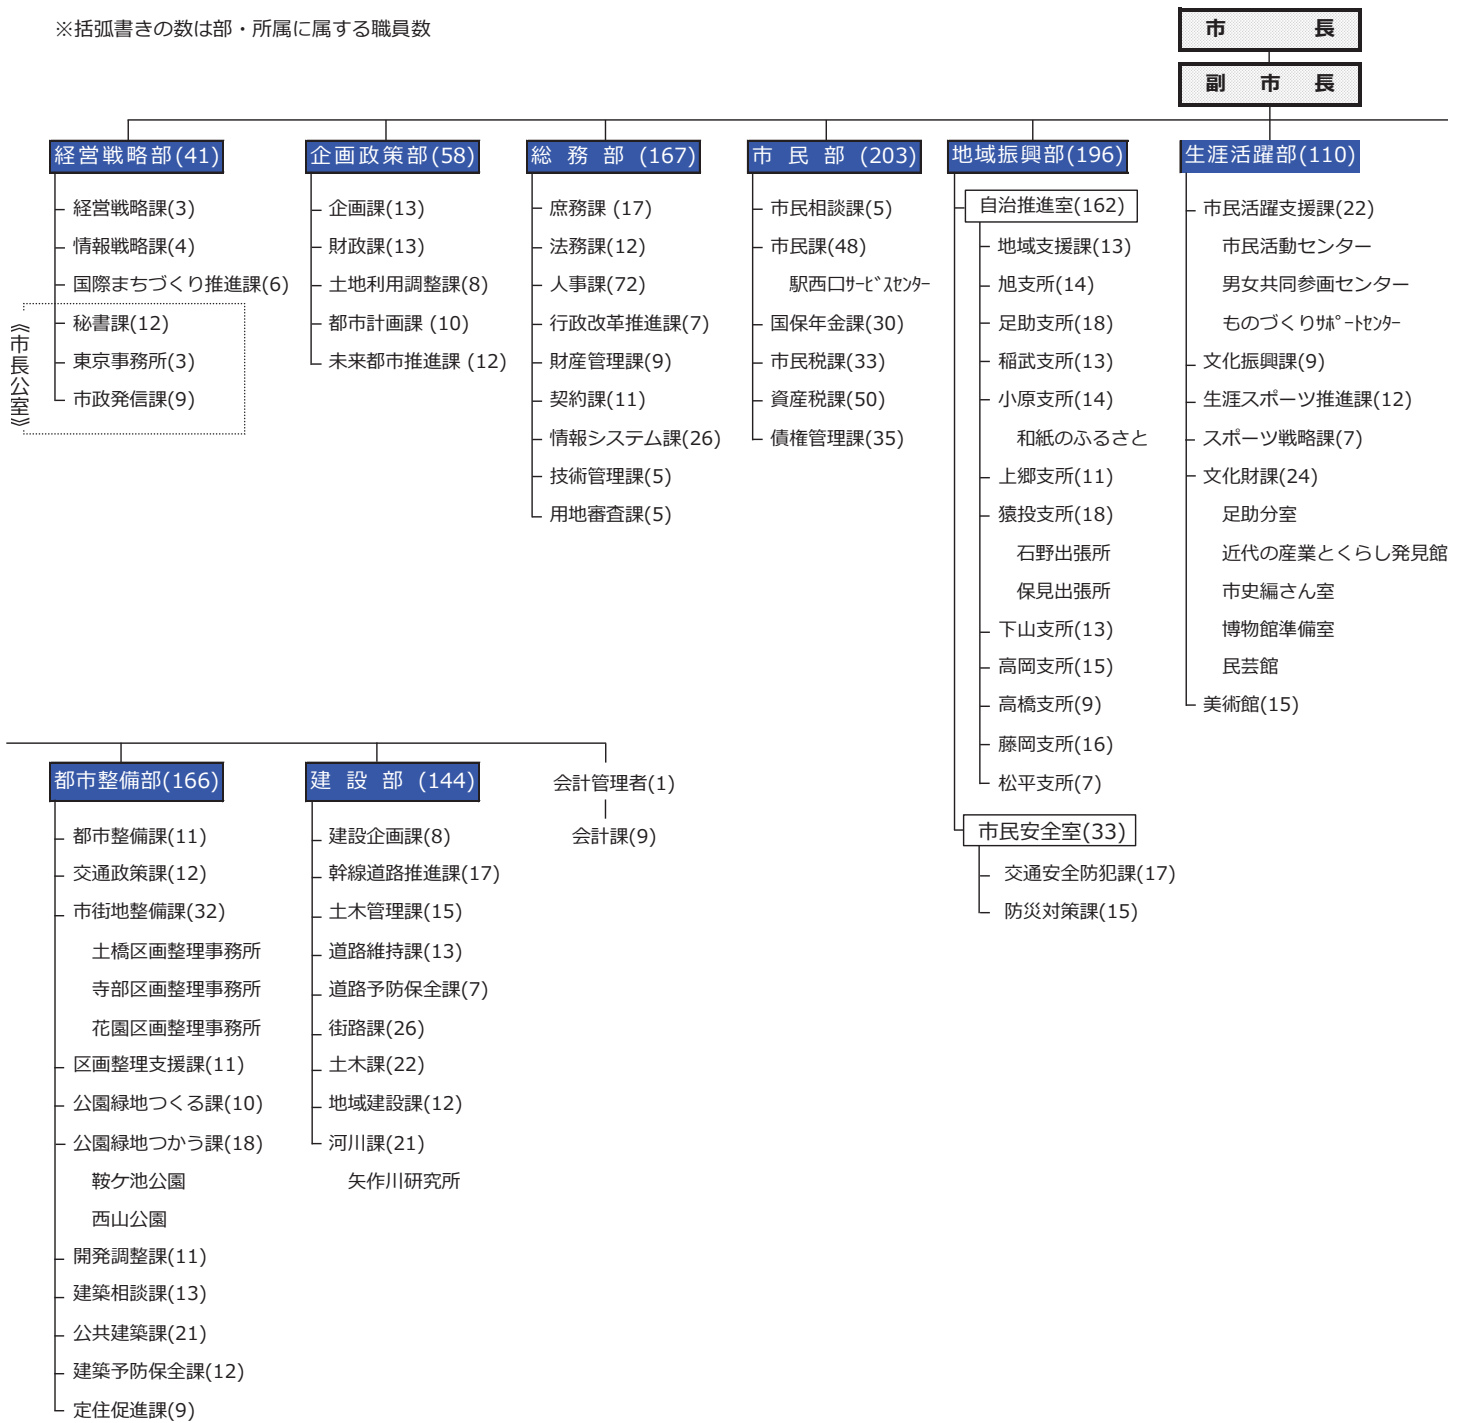 ※括弧書きの数は部・所属に属する職員数
市　　　長
副　市　長
経営戦略部(41)
経営戦略課(3)
情報戦略課(4)
国際まちづくり推進課(6)
《市長公室》
秘書課(12)
東京事務所(3)
市政発信課(9)
企画政策部(58)
企画課(13)
財政課(13)
土地利用調整課(8)
都市計画課 (10)
未来都市推進課 (12)
総　務　部　(167)
庶務課 (17)
法務課(12)
人事課(72)
行政改革推進課(7)
財産管理課(9)
契約課(11)
情報システム課(26)
技術管理課(5)
用地審査課(5)
市　民　部　(203)
市民相談課(5)
市民課(48)
駅西口ｻｰﾋﾞｽｾﾝﾀｰ
国保年金課(30)
市民税課(33)
資産税課(50)
債権管理課(35)
地域振興部(196)
自治推進室(162)
地域支援課(13)
旭支所(14)
足助支所(18)
稲武支所(13)
小原支所(14)
和紙のふるさと
上郷支所(11)
猿投支所(18)
石野出張所
保見出張所
下山支所(13)
高岡支所(15)
高橋支所(9)
藤岡支所(16)
松平支所(7)
市民安全室(33)
交通安全防犯課(17)
防災対策課(15)
生涯活躍部(110)
市民活躍支援課(22)
市民活動センター
男女共同参画センター
ものづくりｻﾎﾟｰﾄｾﾝﾀｰ
文化振興課(9)
生涯スポーツ推進課(12)
スポーツ戦略課(7)
文化財課(24)
足助分室
近代の産業とくらし発見館
市史編さん室
博物館準備室
民芸館
美術館(15)
都市整備部(166)
都市整備課(11)
交通政策課(12)
市街地整備課(32)
土橋区画整理事務所
寺部区画整理事務所
花園区画整理事務所
区画整理支援課(11)
公園緑地つくる課(10)
公園緑地つかう課(18)
鞍ケ池公園
西山公園
開発調整課(11)
建築相談課(13)
公共建築課(21)
建築予防保全課(12)
定住促進課(9)
建　設　部　(144)
建設企画課(8)
幹線道路推進課(17)
土木管理課(15)
道路維持課(13)
道路予防保全課(7)
街路課(26)
土木課(22)
地域建設課(12)
河川課(21)
矢作川研究所
会計管理者(1)
会計課(9)